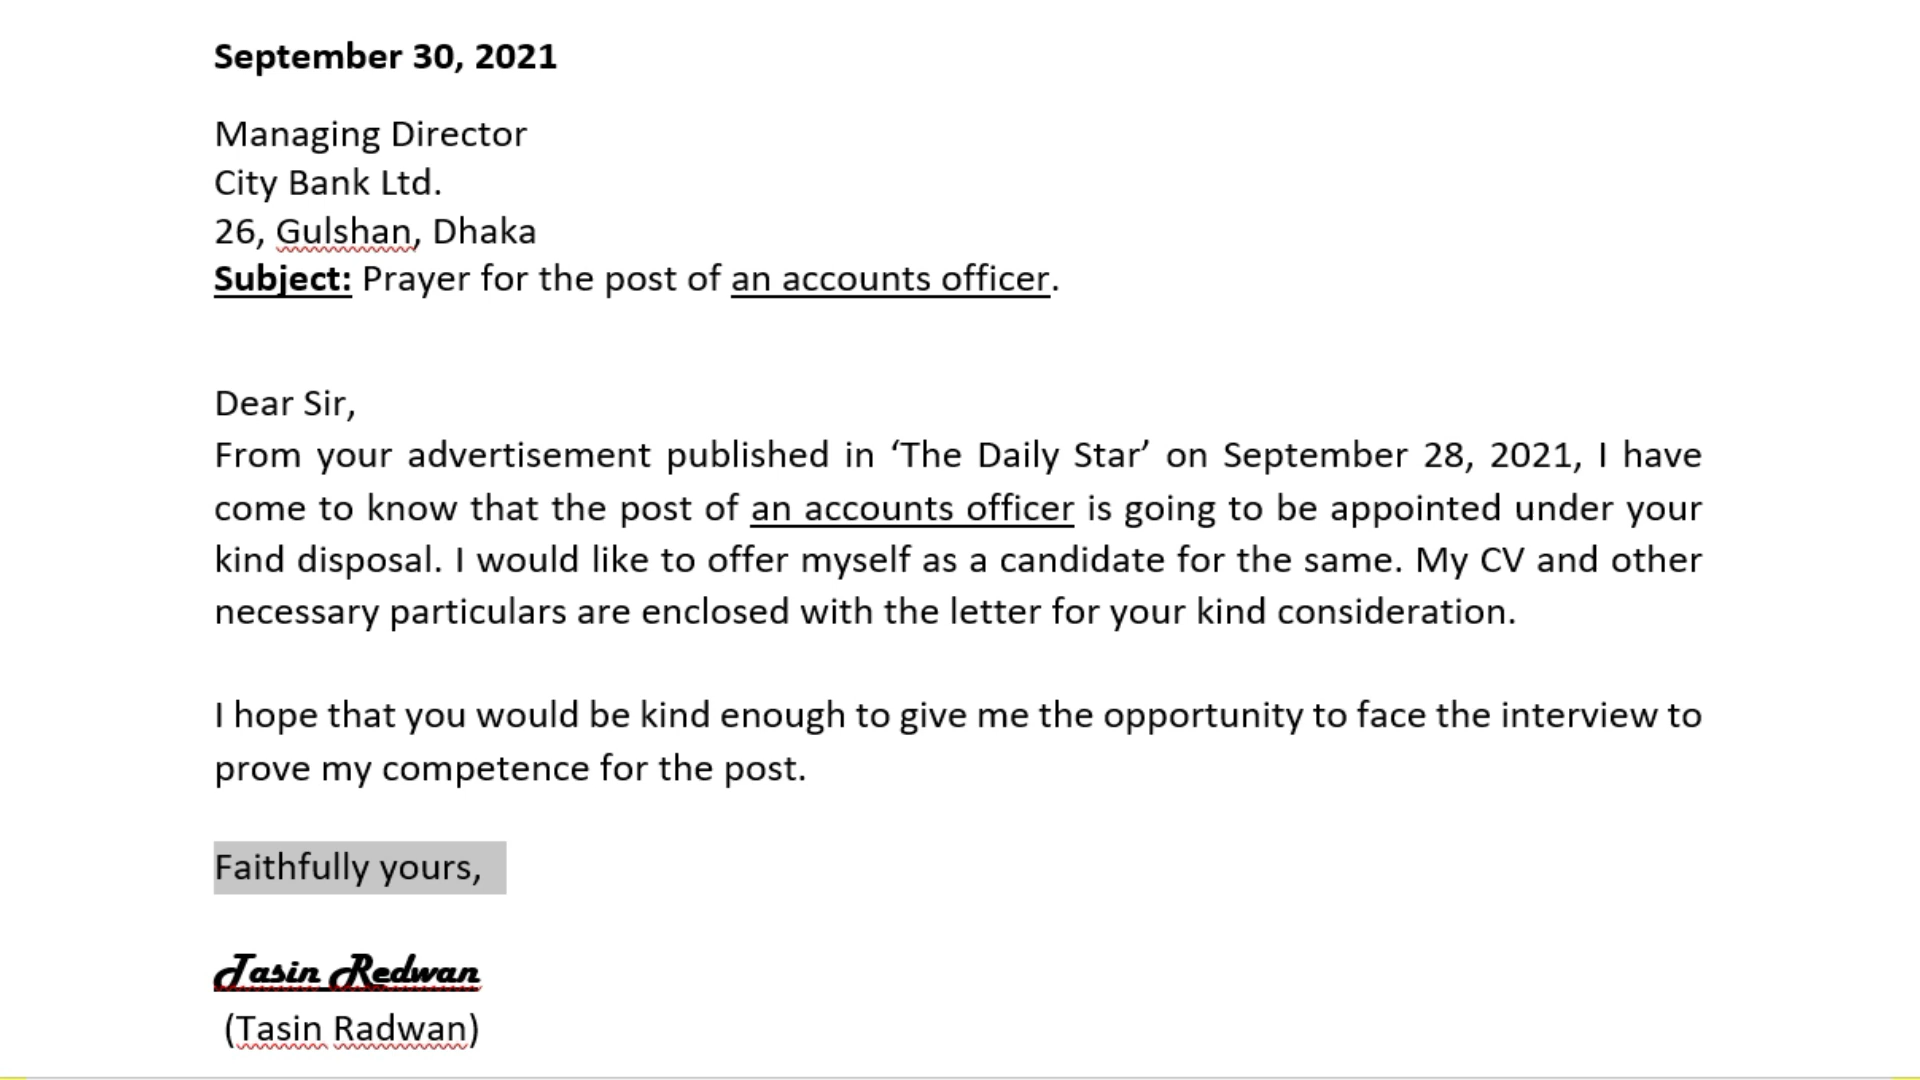 September 30, 2021
Managing Director
City Bank Ltd.
26, Gulshan, Dhaka
Subject: Prayer for the post of an accounts officer.
Dear Sir,
From your advertisement published in ‘The Daily Star’ on September 28, 2021, I have
come to know that the post of an accounts officer is going to be appointed under your
kind disposal. I would like to offer myself as a candidate for the same. My CV and other
necessary particulars are enclosed with the letter for your kind consideration.
I hope that you would be kind enough to give me the opportunity to face the interview to
prove my competence for the post.
Faithfully yours,
Tasin Redwan
(Tasin Radwan)